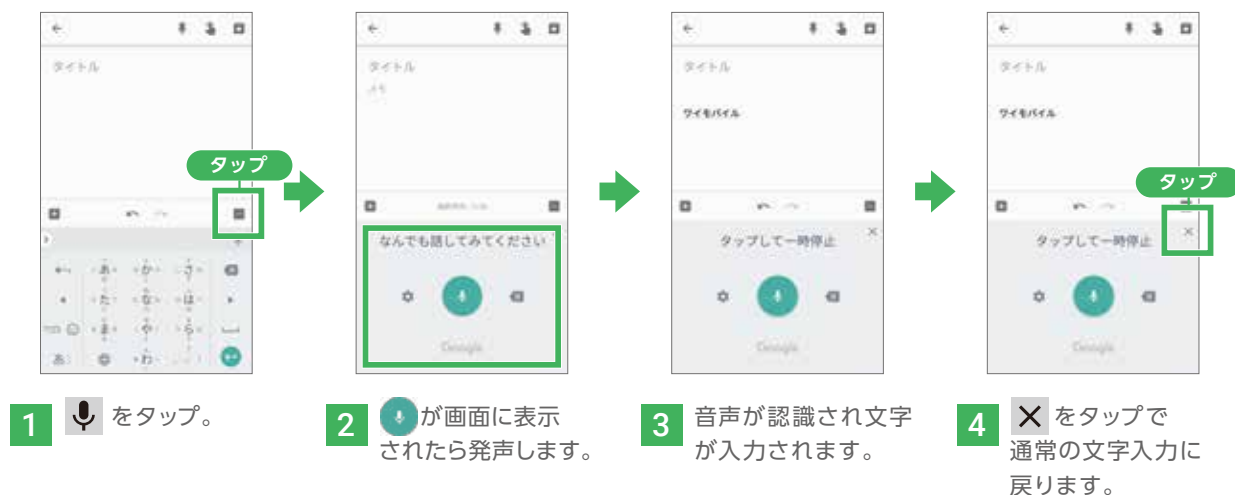 タイトル
タップ
タイトル
メモ
なんでも話してみてください
Google
タイトル
ワイモバイル
タップして一時停止
×
Google
タイトル
ワイモバイル
タップ
タップして一時停止
×
Google
1 をタップ。
2 が画面に表示
されたら発声します。
3 音声が認識され文字
が入力されます。
4 × をタップで
通常の文字入力に
戻ります。